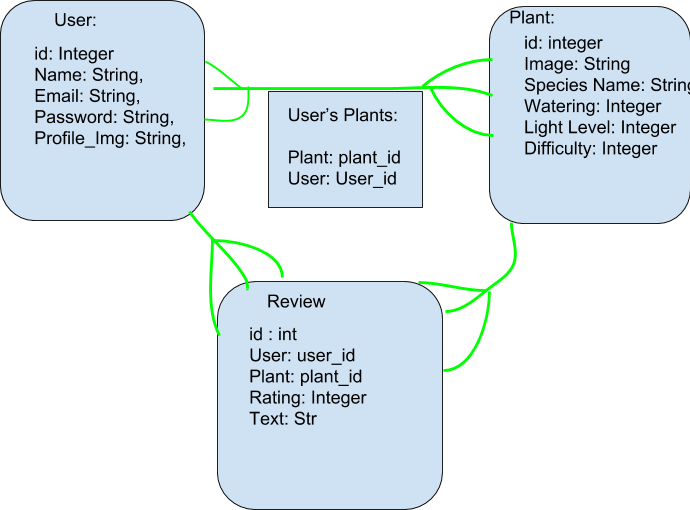 User:
id: Integer
Name: String,
Email: String,
Password: String,
Profile_Img: String,
User's Plants:
Plant: plant_id
User: User_id
Plant:
id: integer
Image: String
Species Name: String
Watering: Integer
Light Level: Integer
Difficulty: Integer
Review
id : int
User: user_id
Plant: plant_id
Rating: Integer
Text: Str